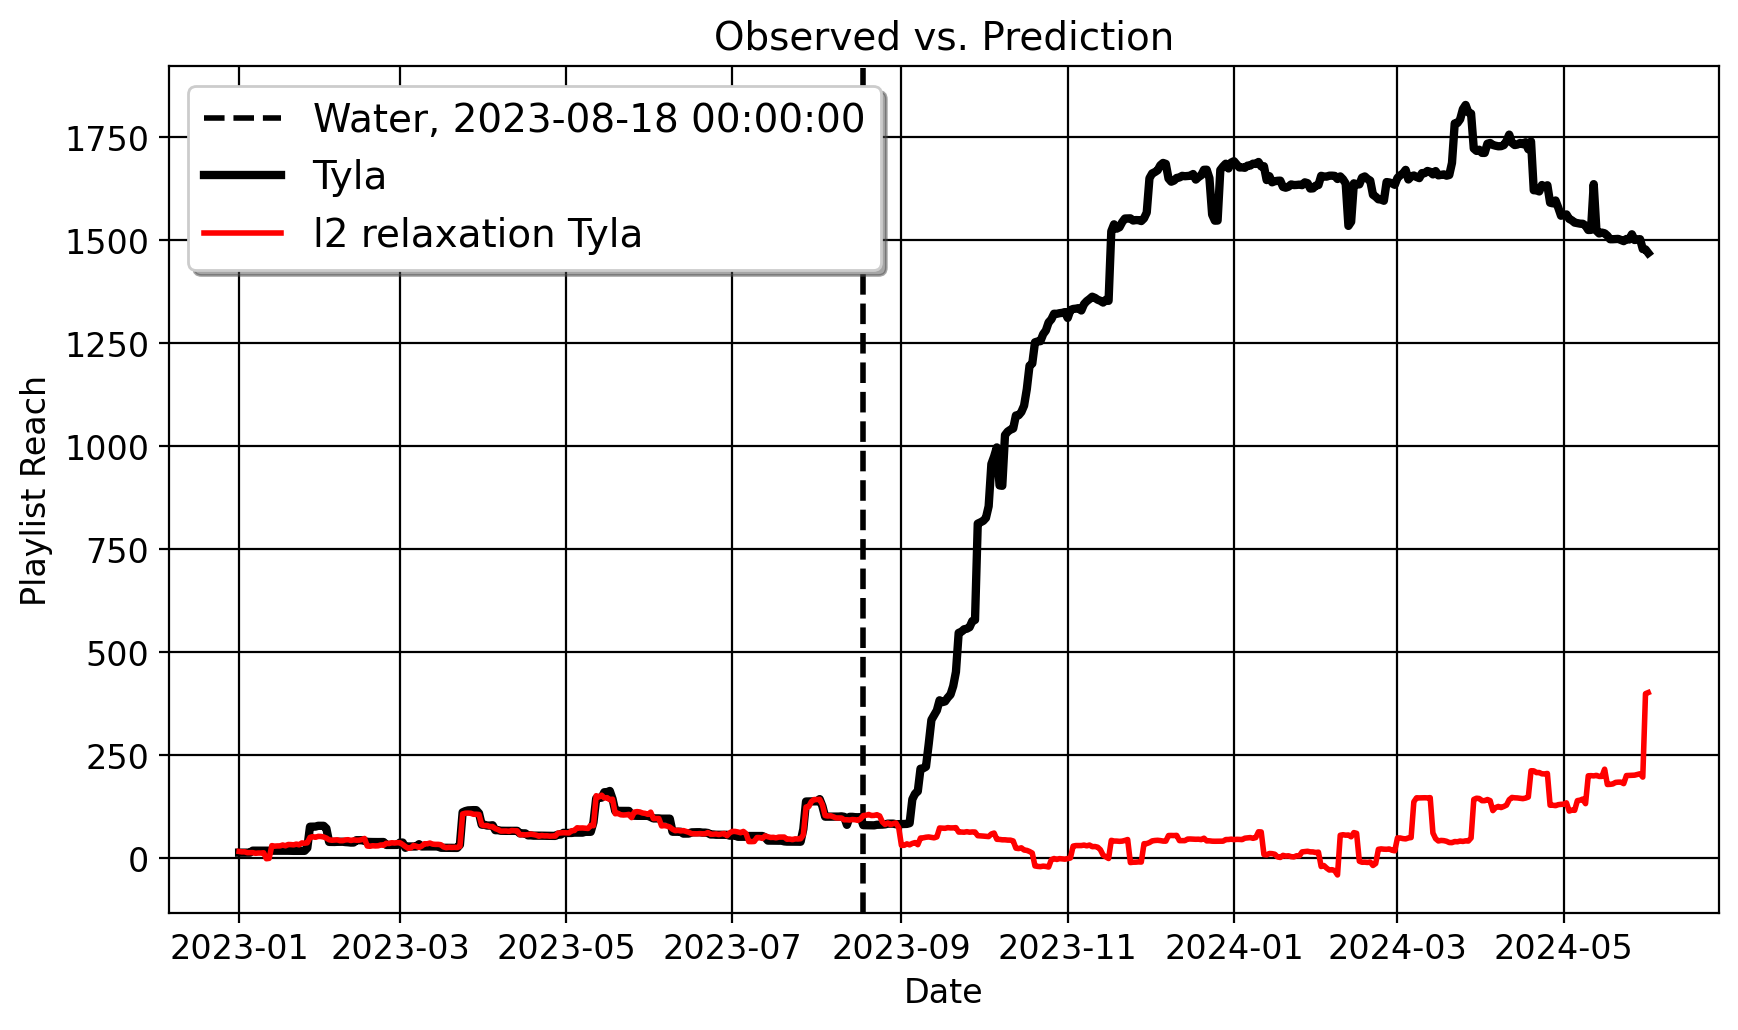 Observed vs. Prediction
Water, 2023-08-18 00:00:00
Tyla
l2 relaxation Tyla
Playlist Reach
1750
1500
1250
1000
750
500
250
0
2023-01 2023-03 2023-05 2023-07 2023-09 2023-11 2024-01 2024-03 2024-05
Date